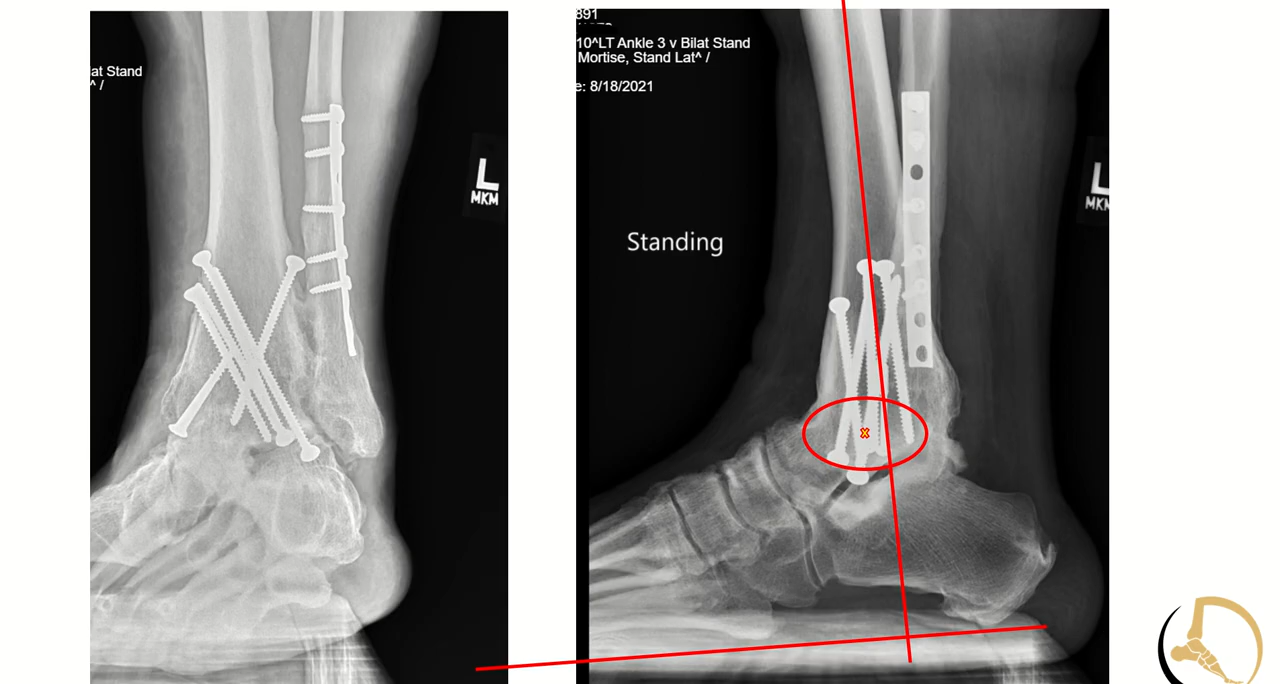 at Stand
^ /
L
MKM
891
10^LT Ankle 3 v Bilat Stand
Mortise, Stand Lat^ /
e: 8/18/2021
Standing
L
MKM